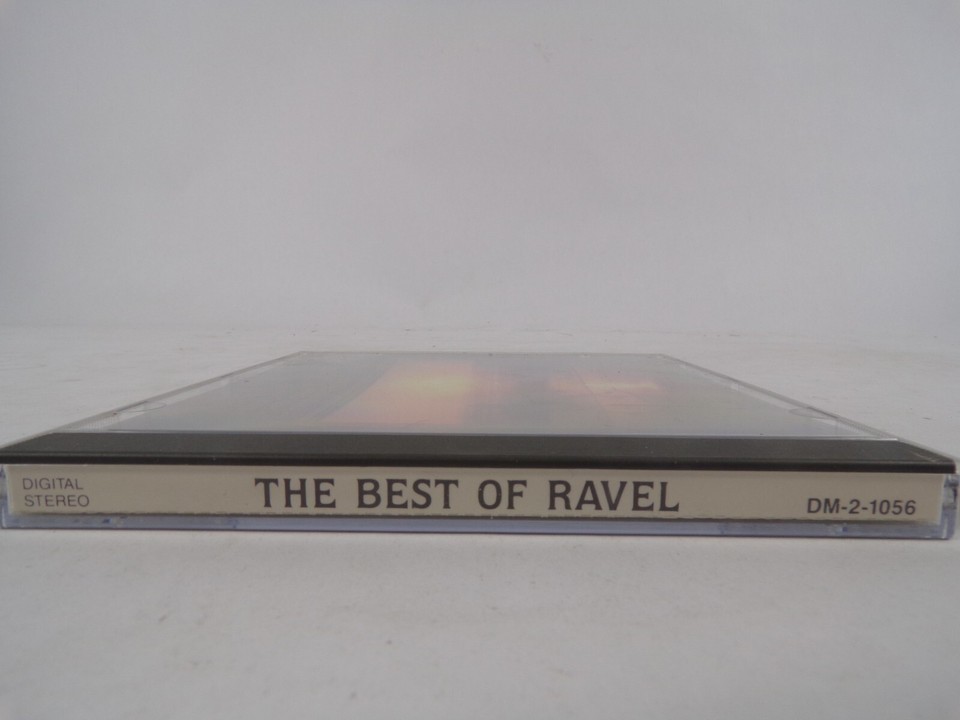 DIGITAL
STEREO
THE BEST OF RAVEL
DM-2-1056